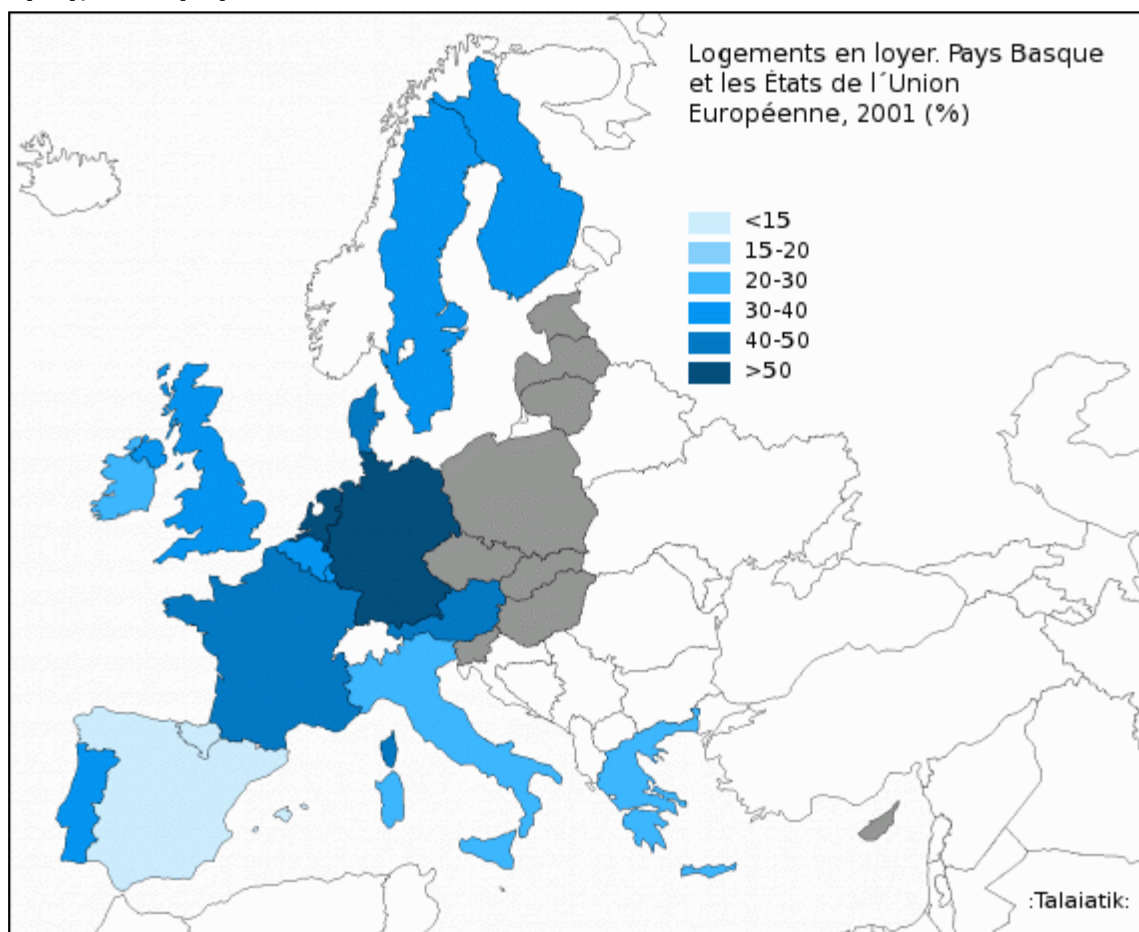 Logements en loyer. Pays Basque
et les États de l´Union
Européenne, 2001 (%)
<15
15-20
20-30
30-40
40-50
>50
:Talaiatik: